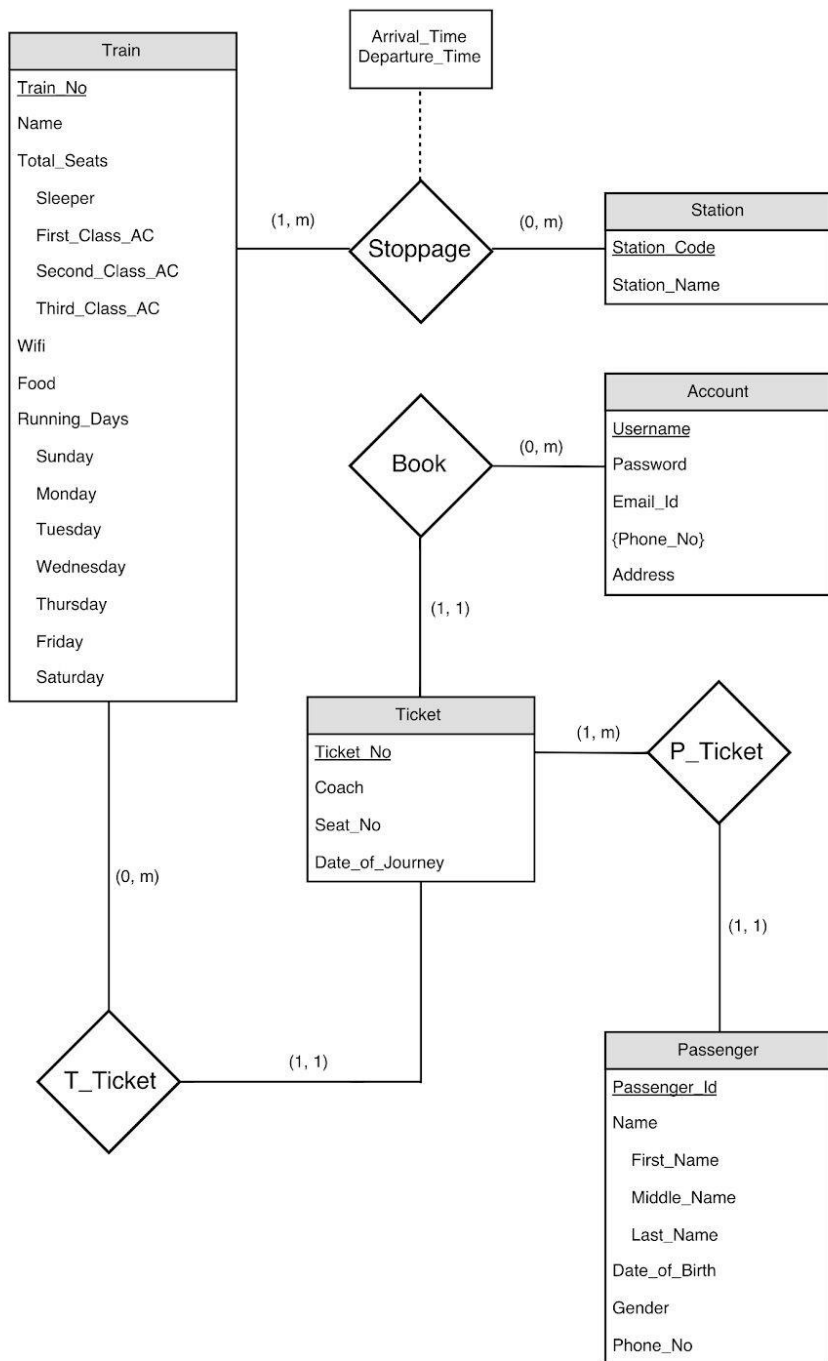 Train
Train_No
Name
Total_Seats
Sleeper
First_Class_AC
Second_Class_AC
Third_Class_AC
Wifi
Food
Running_Days
Sunday
Monday
Tuesday
Wednesday
Thursday
Friday
Saturday
Arrival_Time
Departure_Time
(1, m)
Stoppage
(0, m)
Station
Station_Code
Station_Name
Book
(0, m)
Account
Username
Password
Email_Id
{Phone_No}
Address
(1, 1)
Ticket
Ticket_No
Coach
Seat_No
Date_of_Journey
(1, m)
P_Ticket
(1, 1)
(0, m)
T_Ticket
(1, 1)
Passenger
Passenger_Id
Name
First_Name
Middle_Name
Last_Name
Date_of_Birth
Gender
Phone_No